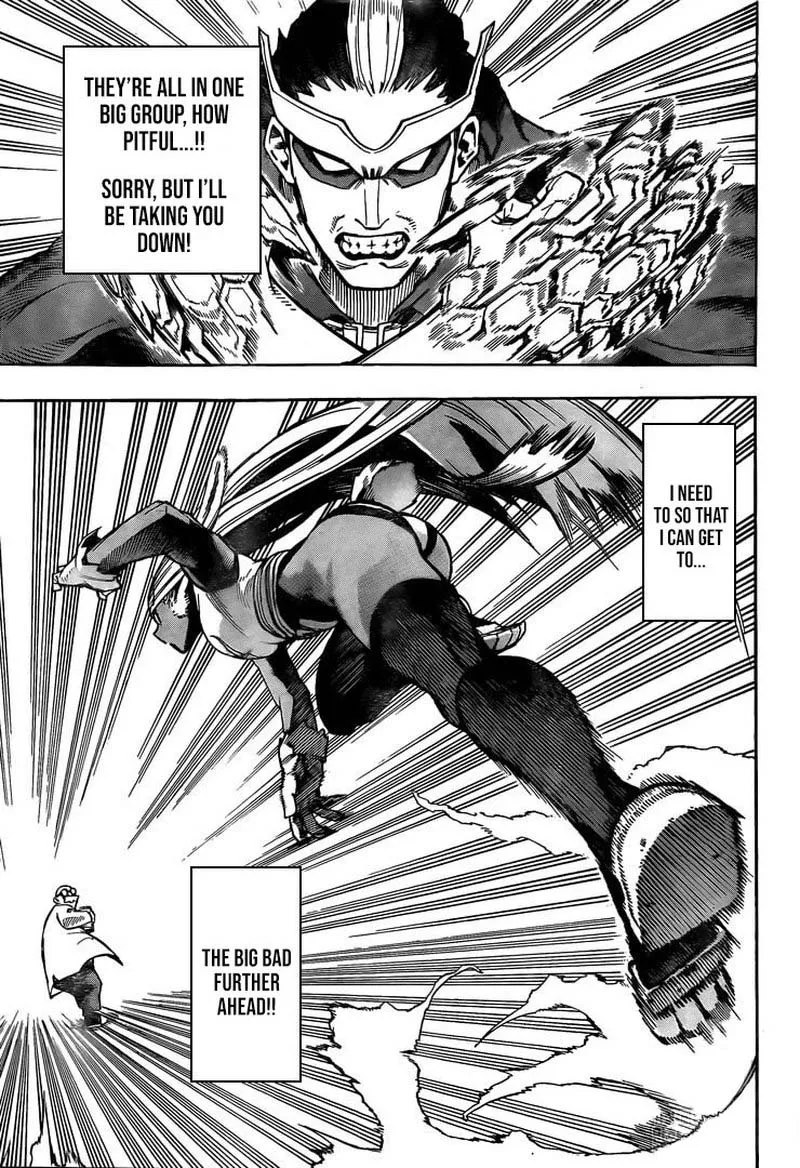 THEY'RE ALL IN ONE
BIG GROUP, HOW
PITFUL...!!
SORRY, BUT I'LL
BE TAKING YOU
DOWN!
I NEED
TO SO THAT
I CAN GET
TO...
THE BIG BAD
FURTHER
AHEAD!!